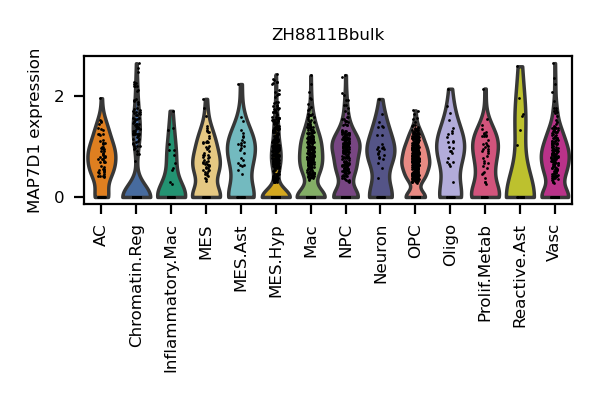 ZH8811Bbulk
MAP7D1 expression
2
0
AC
Chromatin.Reg
Inflammatory.Mac
MES
MES.Ast
MES.Hyp
Mac
NPC
Neuron
OPC
Oligo
Prolif.Metab
Reactive.Ast
Vasc